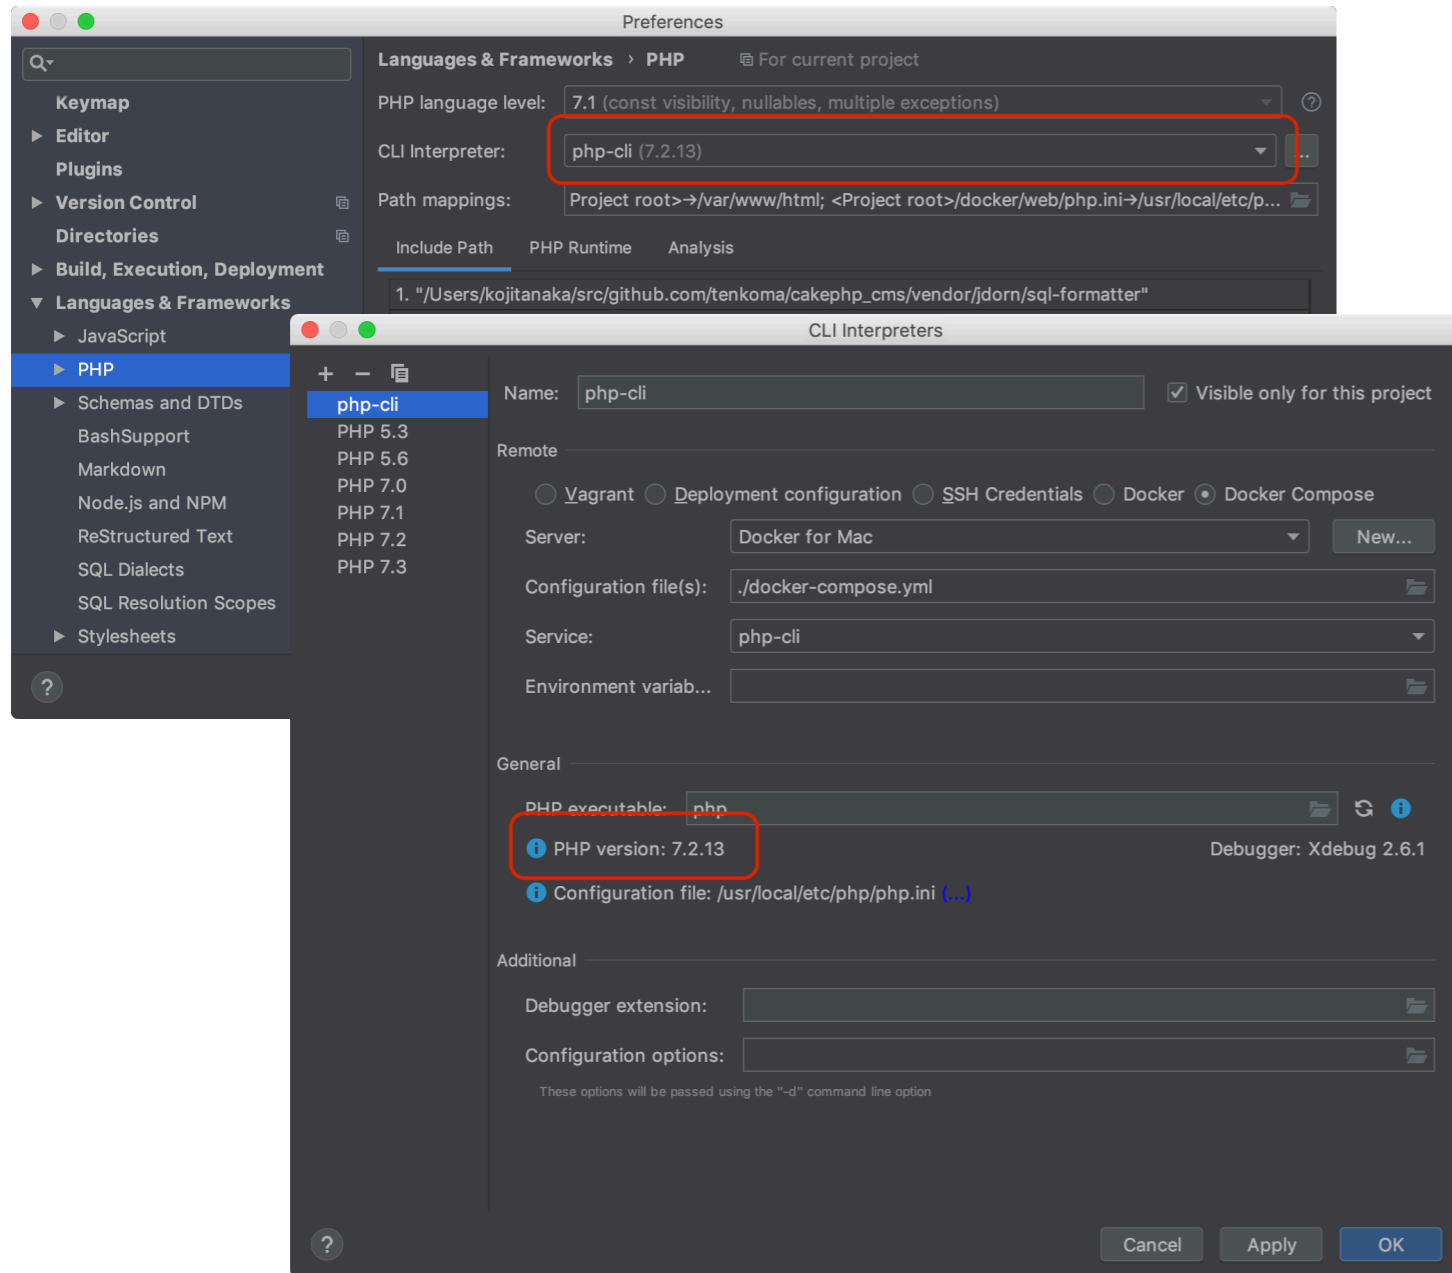 Preferences
Languages & Frameworks › PHP For current project
Keymap
Editor
Plugins
Version Control
Directories
Build, Execution, Deployment
Languages & Frameworks
JavaScript
PHP
Schemas and DTDs
BashSupport
Markdown
Node.js and NPM
ReStructured Text
SQL Dialects
SQL Resolution Scopes
Stylesheets
?
PHP language level: 7.1 (const visibility, nullables, multiple exceptions) ?
CLI Interpreter: php-cli (7.2.13) ...
Path mappings: Project root>→/var/www/html; <Project root>/docker/web/php.ini→/usr/local/etc/p...
Include Path PHP Runtime Analysis
1. "/Users/kojitanaka/src/github.com/tenkoma/cakephp_cms/vendor/jdorn/sql-formatter"
CLI Interpreters
php-cli
PHP 5.3
PHP 5.6
PHP 7.0
PHP 7.1
PHP 7.2
PHP 7.3
Name: php-cli Visible only for this project
Remote
Vagrant Deployment configuration SSH Credentials Docker Docker Compose
Server: Docker for Mac New...
Configuration file(s): ./docker-compose.yml
Service: php-cli
Environment variab...
General
PHP executable: php
PHP version: 7.2.13 Debugger: Xdebug 2.6.1
Configuration file: /usr/local/etc/php/php.ini (...)
Additional
Debugger extension:
Configuration options:
These options will be passed using the "-d" command line option
? Cancel Apply OK